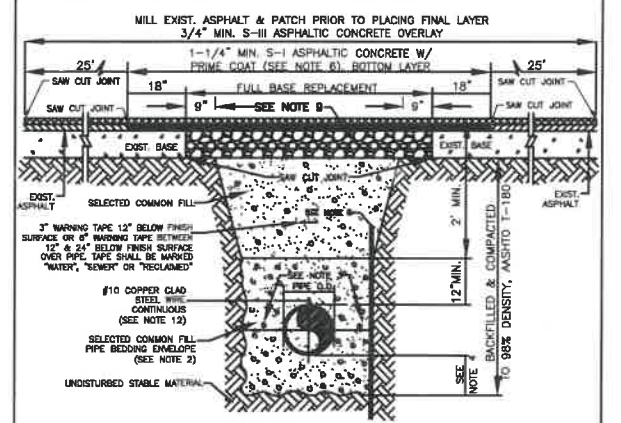 MILL EXIST. ASPHALT & PATCH PRIOR TO PLACING FINAL LAYER
3/4" MIN. S-III ASPHALTIC CONCRETE OVERLAY
1-1/4" MIN. S-I ASPHALTIC CONCRETE W/
PRIME COAT (SEE NOTE 6). BOTTOM LAYER
25'
25'
SAW CUT JOINT
SAW CUT JOINT
18"
FULL BASE REPLACEMENT
18"
SAW CUT JOINT
9"
SEE NOTE 9
9"
SAW CUT JOINT
EXIST. BASE
EXIST. BASE
SAW CUT JOINT
EXIST.
ASPHALT
SELECTED COMMON FILL
EXIST.
ASPHALT
2' MIN.
SEE NOTE
3" WARNING TAPE 12" BELOW FINISH
SURFACE OR 6" WARNING TAPE BETWEEN
12" & 24" BELOW FINISH SURFACE
OVER PIPE. TAPE SHALL BE MARKED
"WATER", "SEWER" OR "RECLAIMED"
SEE NOTE
PIPE O.D.
12" MIN.
#10 COPPER CLAD
STEEL WIRE
CONTINUOUS
(SEE NOTE 12)
SELECTED COMMON FILL
PIPE BEDDING ENVELOPE
(SEE NOTE 2)
SEE
NOTE 4
UNDISTURBED STABLE MATERIAL
BACKFILLED & COMPACTED
TO 98% DENSITY, AASHTO T-180